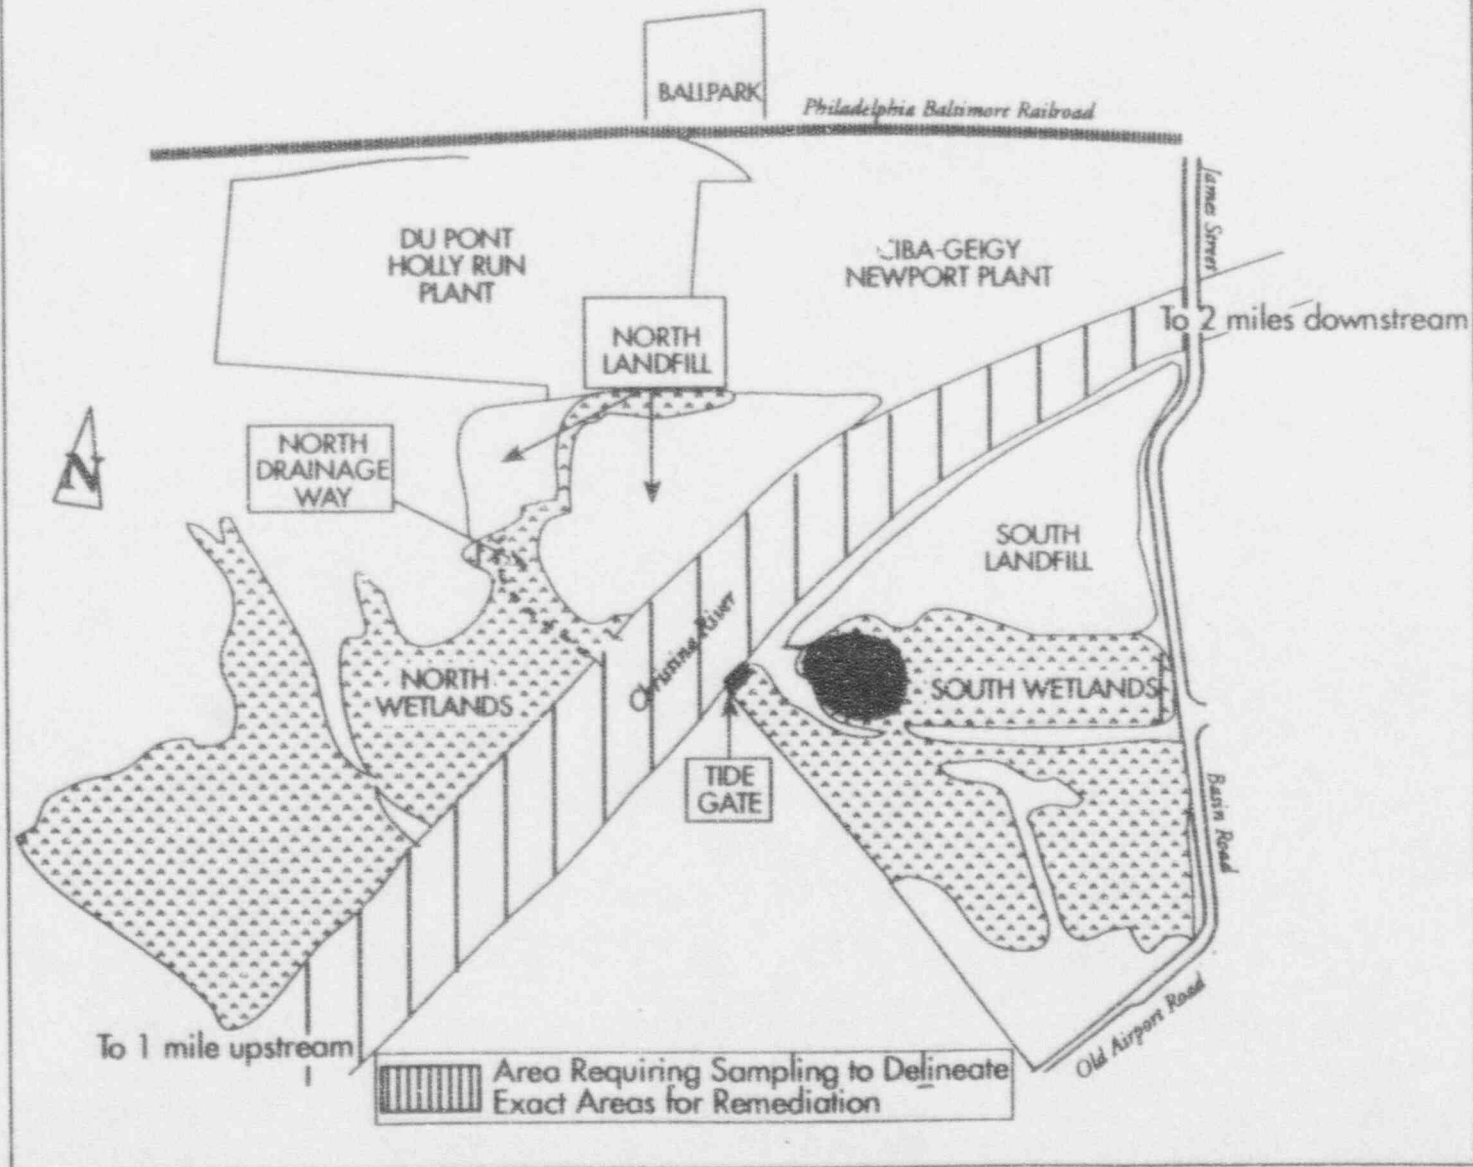 BALLPARK
Philadelphia Baltimore Railroad
James Street
DU PONT
HOLLY RUN
PLANT
CIBA-GEIGY
NEWPORT PLANT
To 2 miles downstream
NORTH
LANDFILL
NORTH
DRAINAGE
WAY
N
SOUTH
LANDFILL
Christina River
NORTH
WETLANDS
SOUTH WETLANDS
TIDE
GATE
Basin Road
Old Airport Road
To 1 mile upstream
Area Requiring Sampling to Delineate
Exact Areas for Remediation